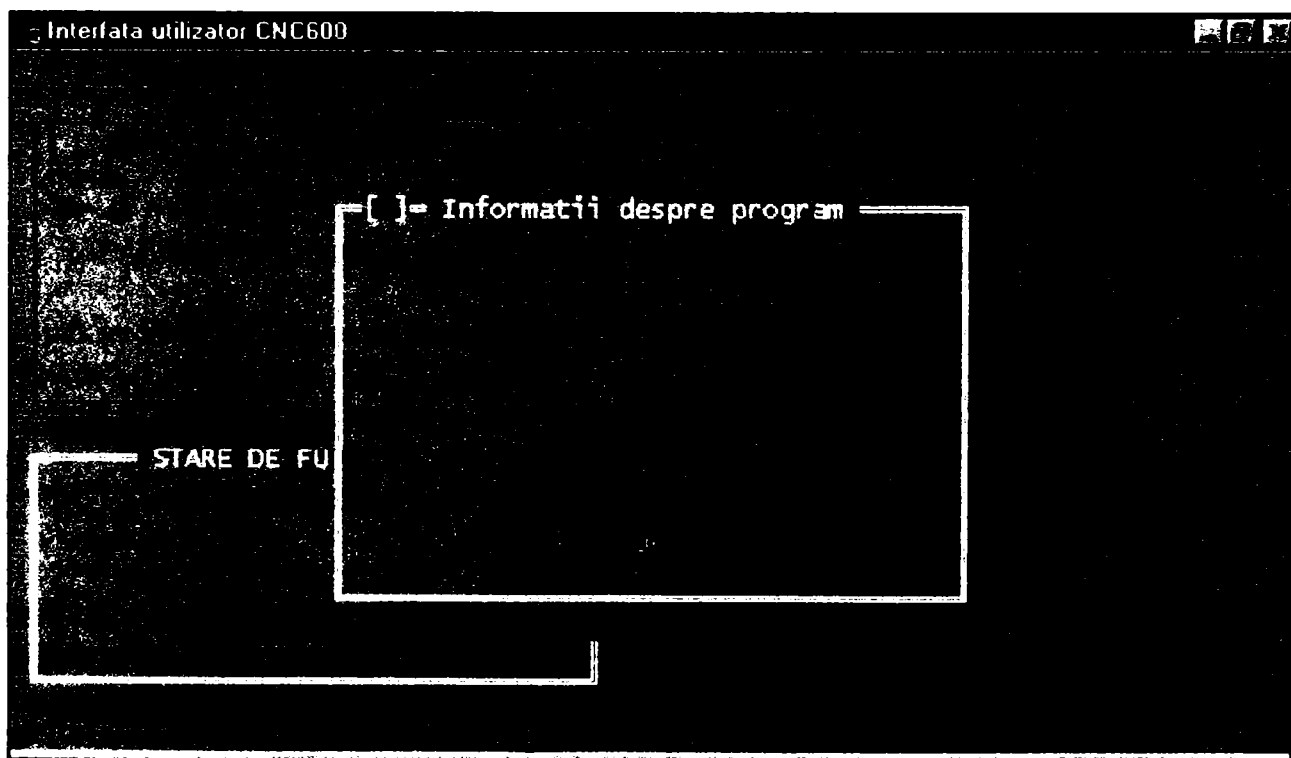 Interfata utilizator CNC600
[ ] Informatii despre program
STARE DE FU